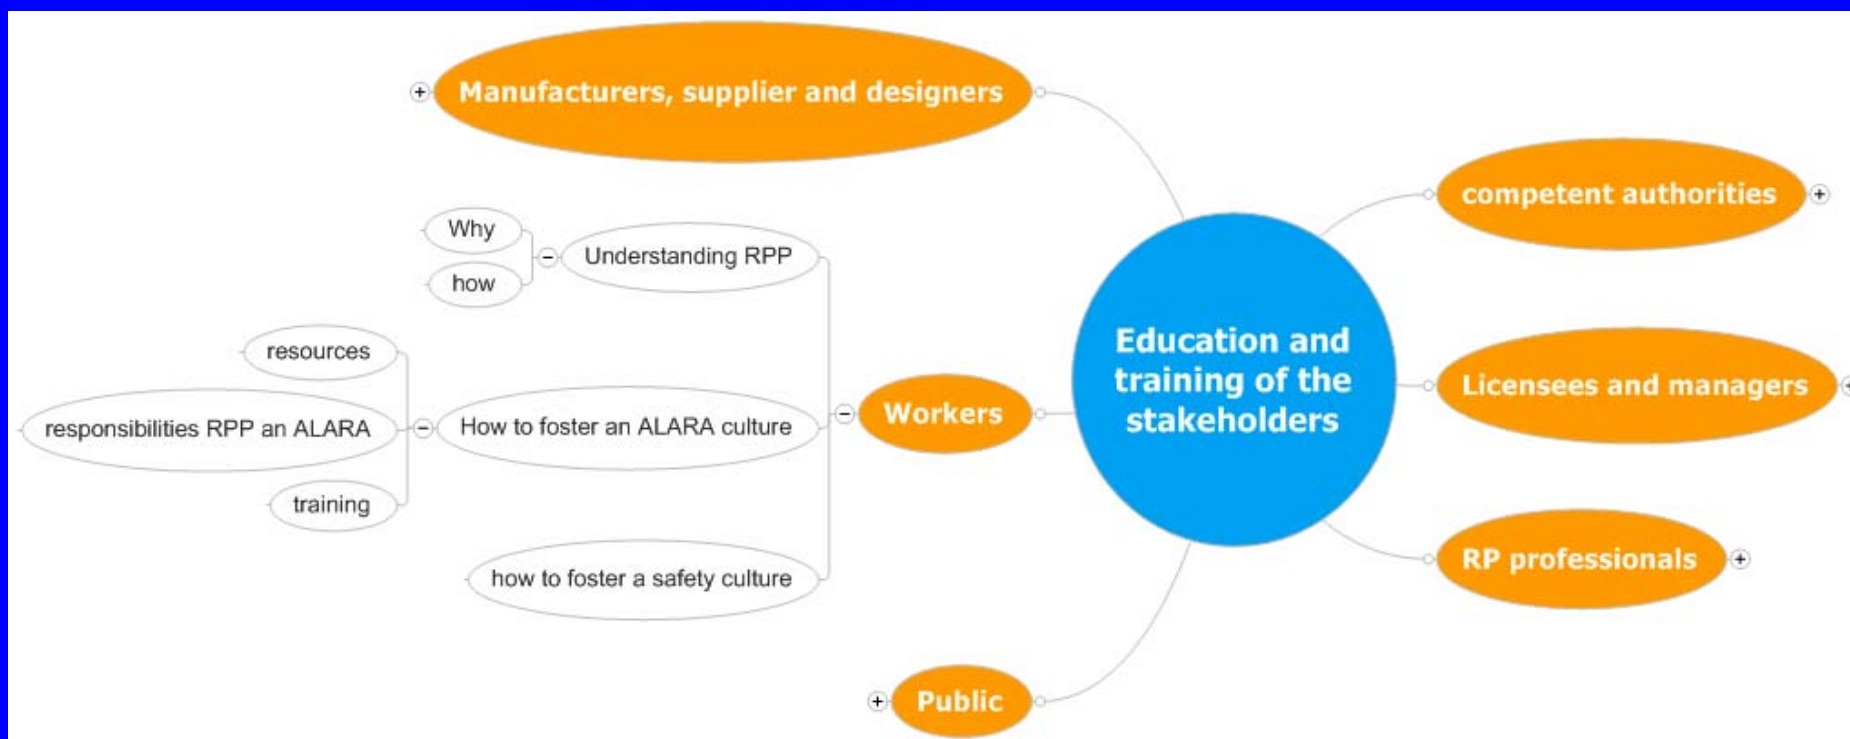 Manufacturers, supplier and designers
competent authorities
Why
Understanding RPP
how
Education and
training of the
stakeholders
resources
responsibilities RPP an ALARA
How to foster an ALARA culture
Workers
Licensees and managers
training
RP professionals
how to foster a safety culture
Public